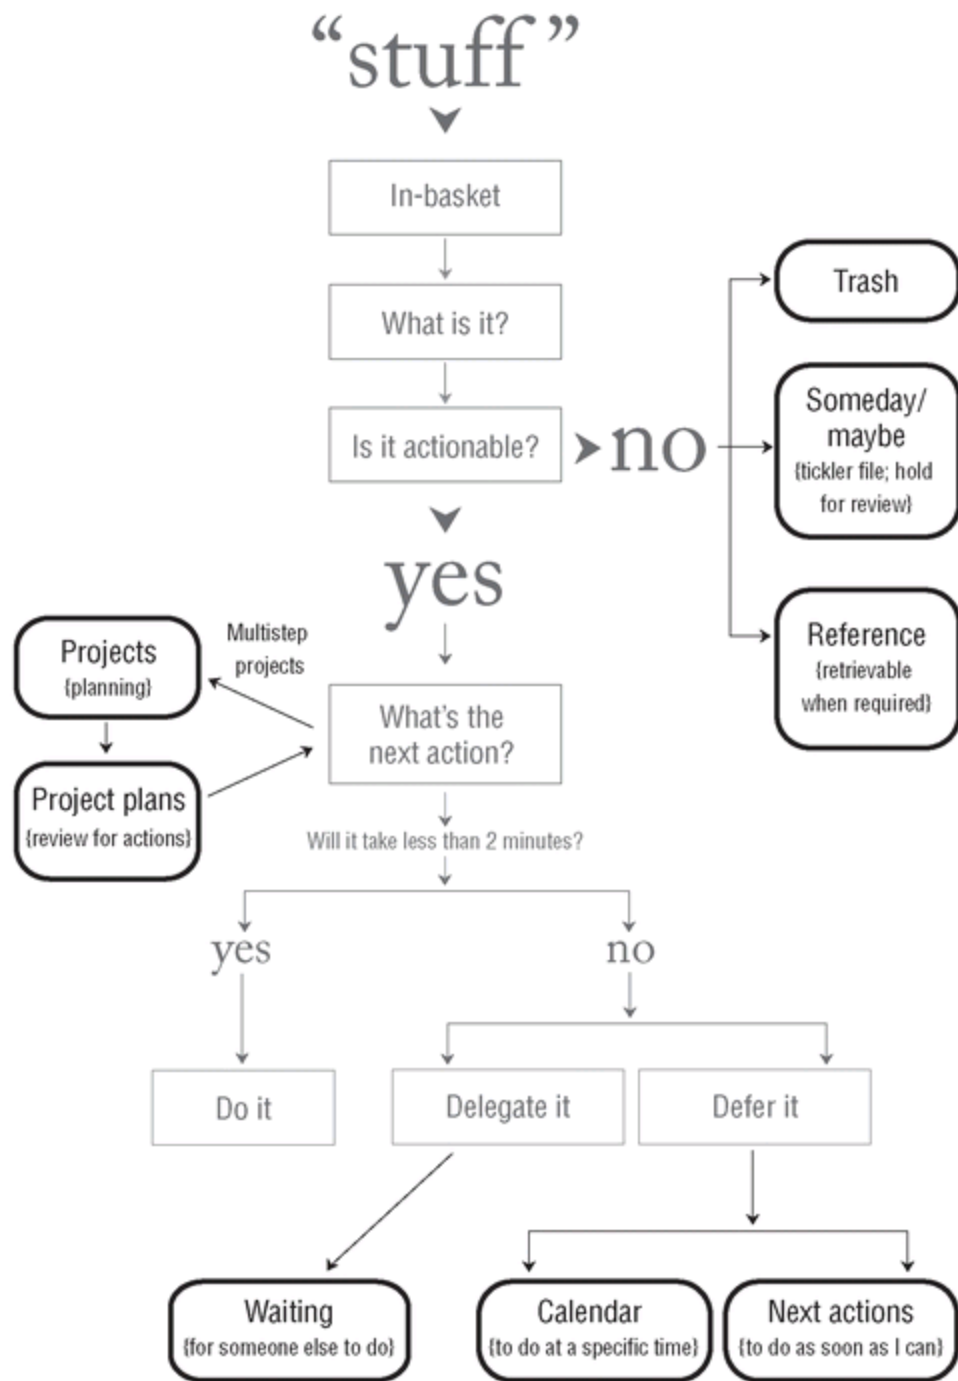 “stuff”
In-basket
What is it?
Is it actionable?
no
Trash
Someday/
maybe
{tickler file; hold
for review}
Reference
{retrievable
when required}
yes
Multistep
projects
Projects
{planning}
Project plans
{review for actions}
What’s the
next action?
Will it take less than 2 minutes?
yes
no
Do it
Delegate it
Defer it
Waiting
{for someone else to do}
Calendar
{to do at a specific time}
Next actions
{to do as soon as I can}